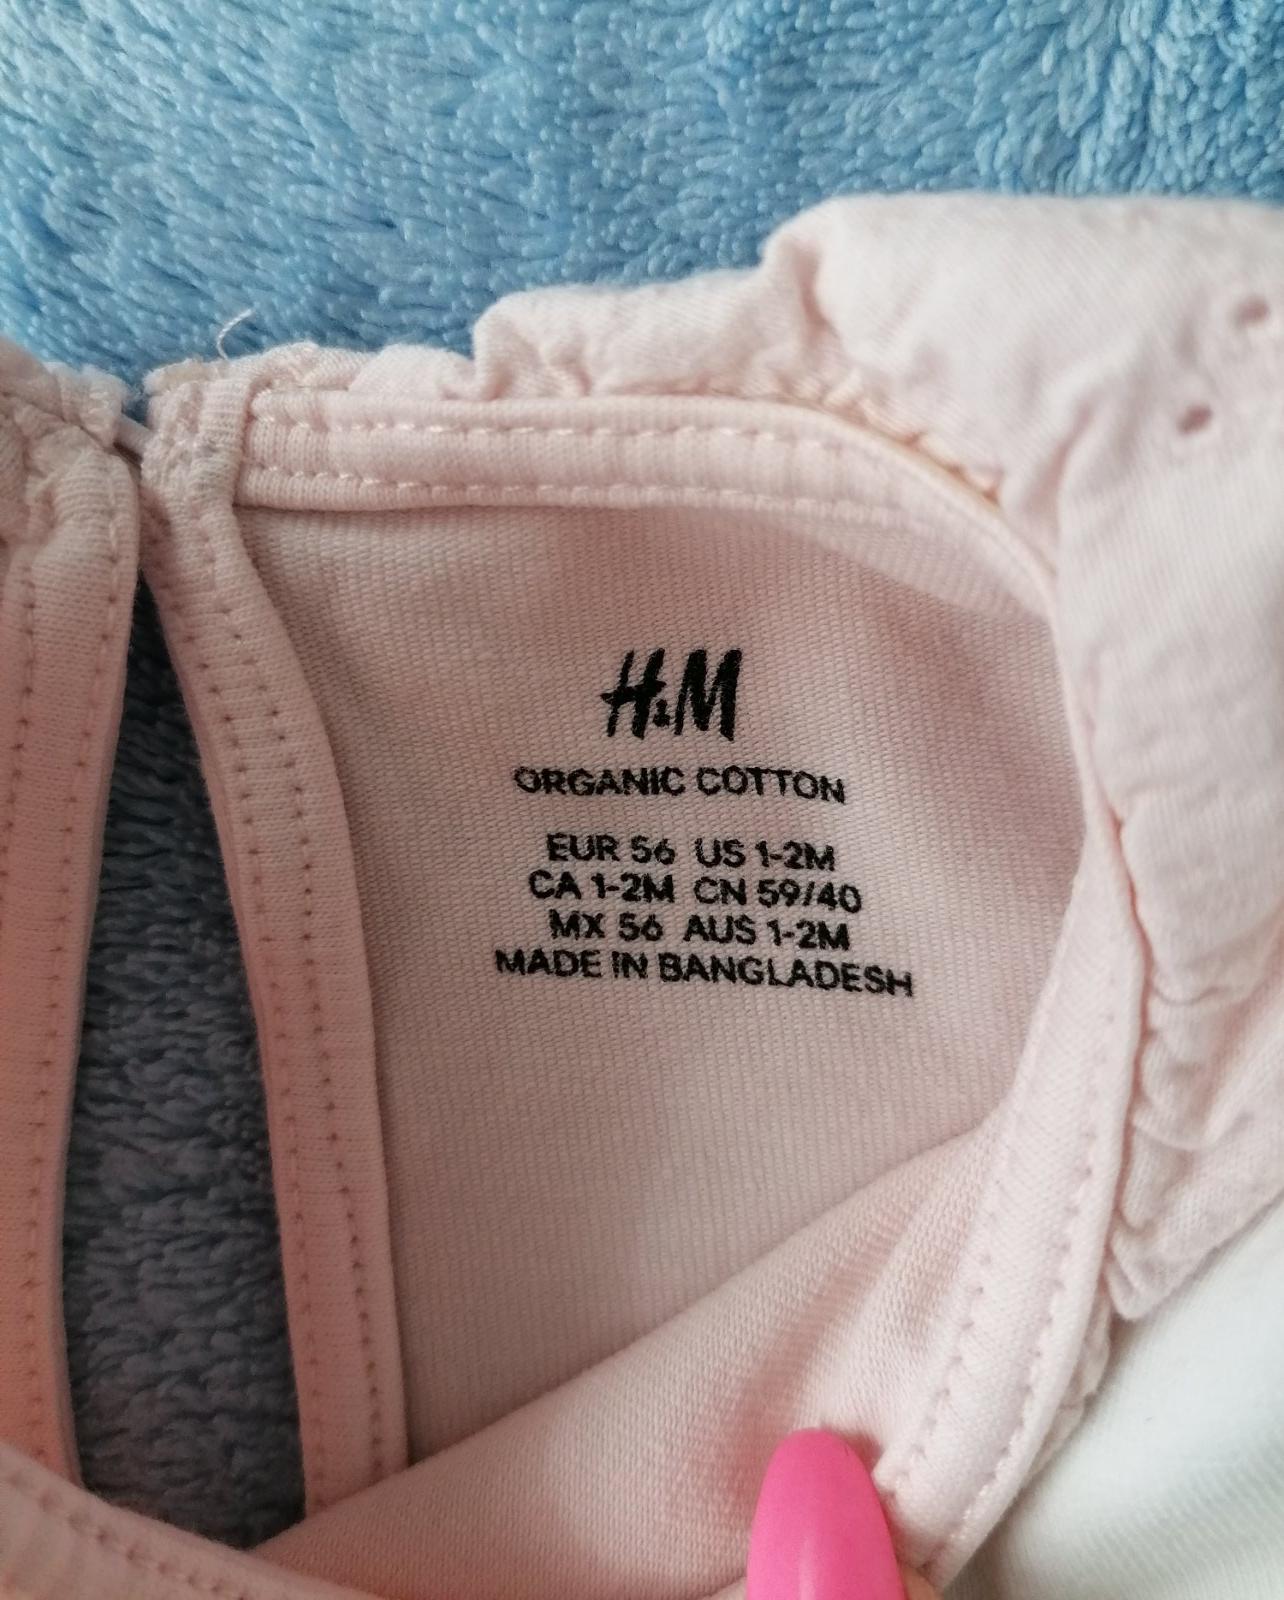 H&M
ORGANIC COTTON
EUR 56 US 1-2M
CA 1-2M CN 59/40
MX 56 AUS 1-2M
MADE IN BANGLADESH